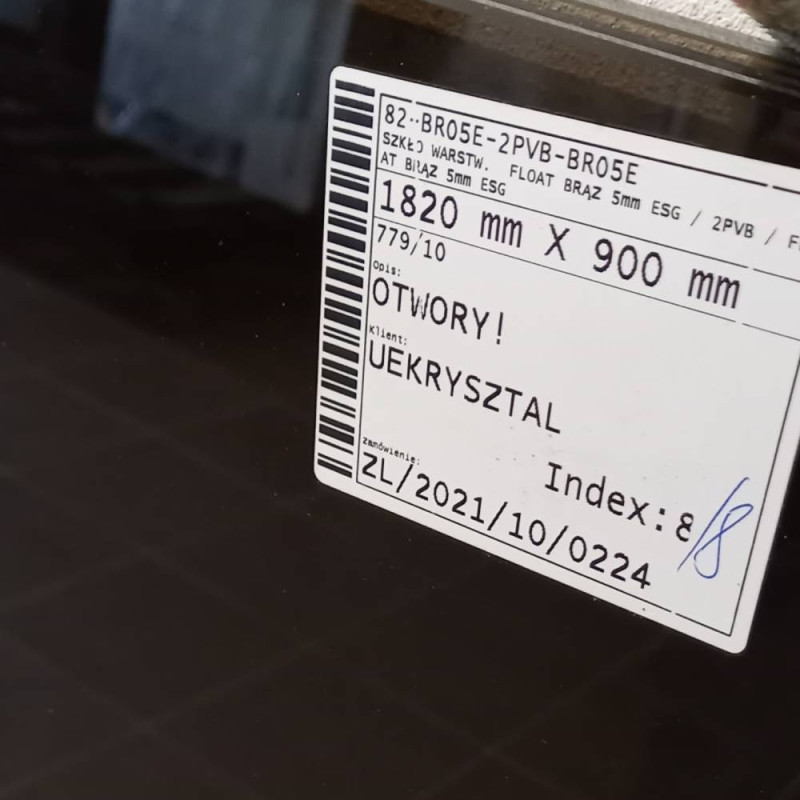 82--BR05E-2PVB-BR05E
SZKŁO WARSTW. FLOAT BRĄZ 5mm ESG / 2PVB /
AT BRĄZ 5mm ESG
1820 mm X 900 mm
779/10
Opis:
OTWORY!
Klient:
UEKRYSZTAL
Index:8/8
zamówienie:
ZL/2021/10/0224